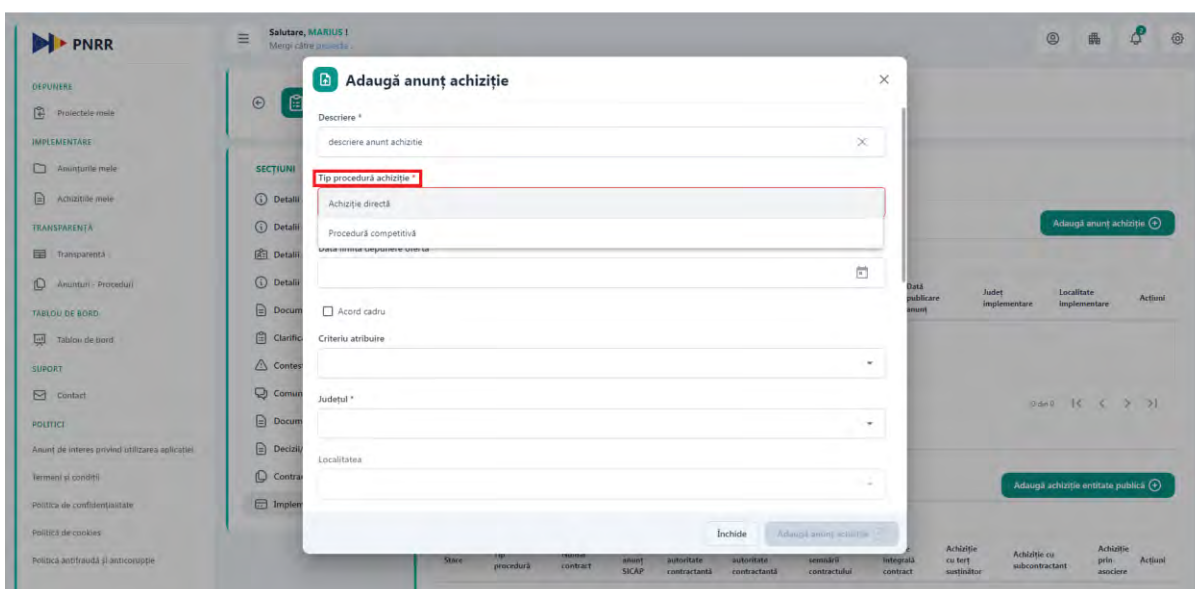 PNRR
Salutare, MARIUS !
Mergi către proiecte
2
DEPUNERE
Proiectele mele
IMPLEMENTARE
Anunțurile mele
Achizițiile mele
TRANSPARENȚĂ
Transparență
Anunțuri - Proceduri
TABLOU DE BORD
Tablou de bord
SUPORT
Contact
POLITICI
Anunț de interes privind utilizarea aplicației
Termeni și condiții
Politica de confidențialitate
Politica de cookies
Politica antifraudă și anticorupție
SECȚIUNI
Detalii
Detalii
Detalii
Detalii
Docum
Clarific
Contes
Comun
Docum
Decizii/
Contra
Implem
Adaugă anunț achiziție
Descriere *
descriere anunt achizitie
Tip procedură achiziție *
Achiziție directă
Procedură competitivă
Data limită depunere ofertă
Acord cadru
Criteriu atribuire
Județul *
Localitatea
Închide
Adaugă anunț achiziție
Adaugă anunț achiziție
Dată publicare anunț
Județ implementare
Localitate implementare
Acțiuni
0 din 0
Adaugă achiziție entitate publică
Stare
Tip procedură
Număr contract
anunț SICAP
autoritate contractantă
autoritate contractantă
semnării contractului
integrală contract
Achiziție cu terț susținător
Achiziție cu subcontractant
Achiziție prin asociere
Acțiuni